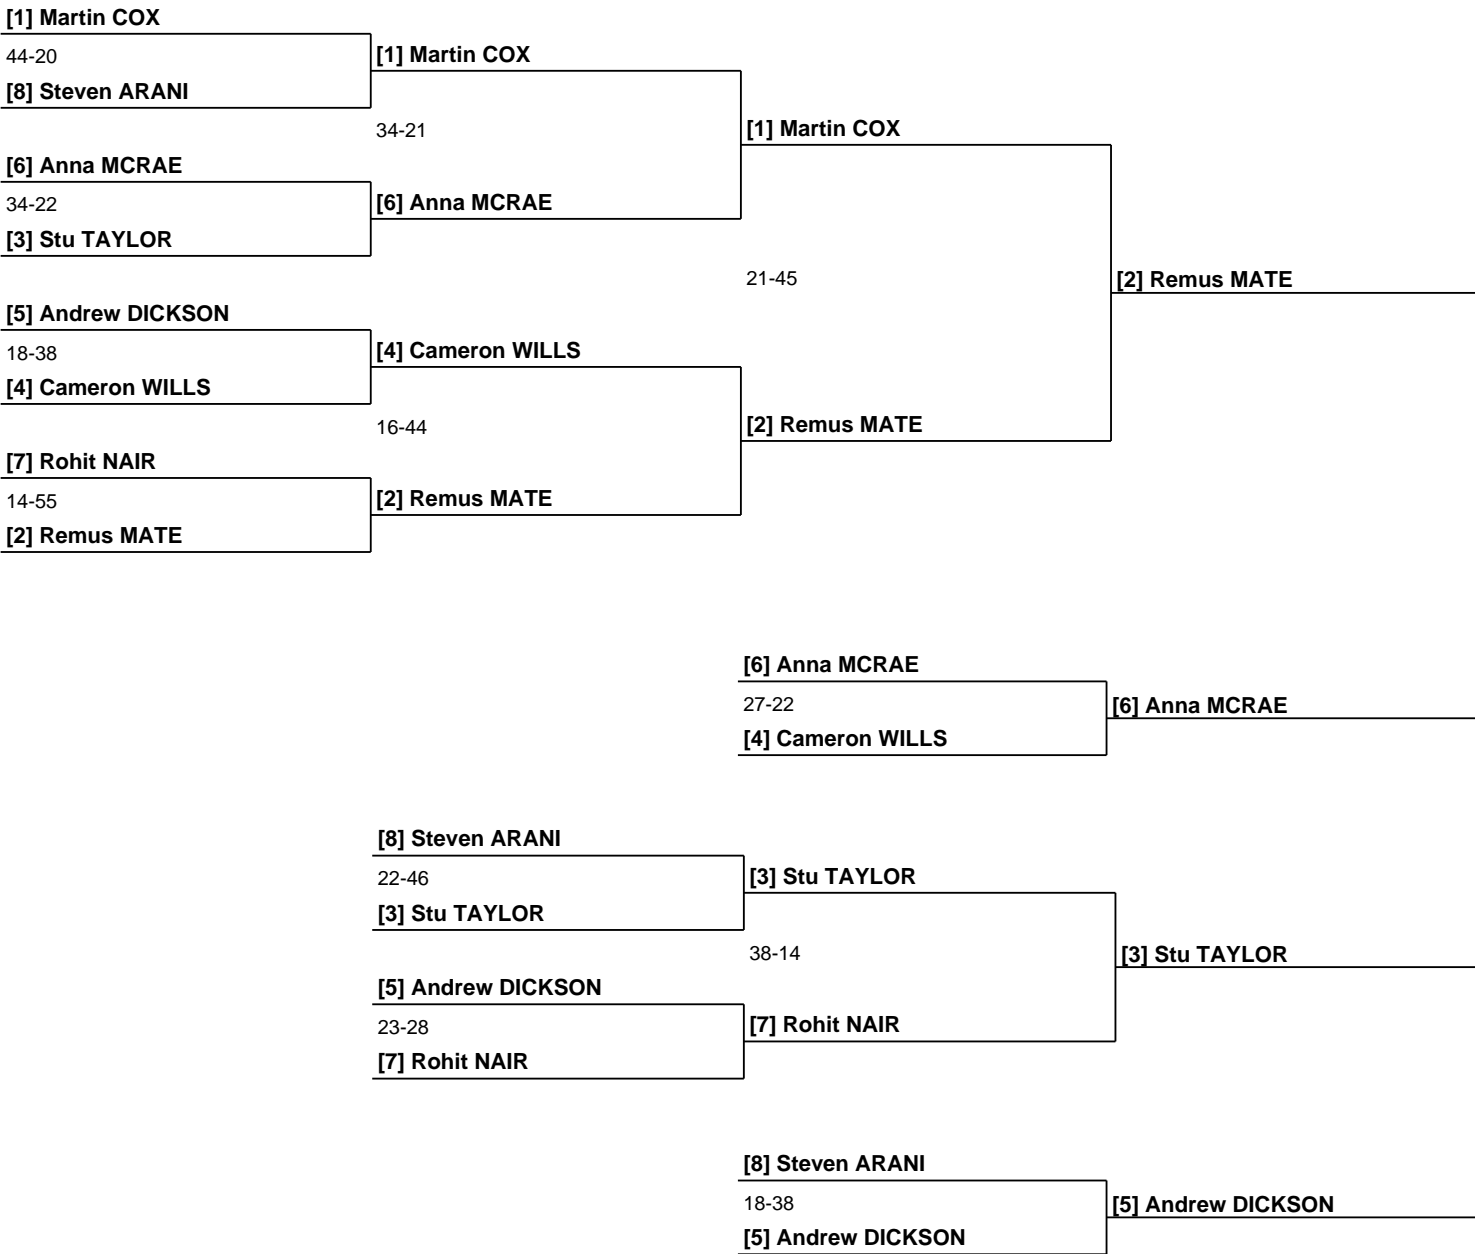 [1] Martin COX
44-20
[1] Martin COX
[8] Steven ARANI
34-21
[1] Martin COX
[6] Anna MCRAE
34-22
[6] Anna MCRAE
[3] Stu TAYLOR
21-45
[2] Remus MATE
[5] Andrew DICKSON
18-38
[4] Cameron WILLS
[4] Cameron WILLS
16-44
[2] Remus MATE
[7] Rohit NAIR
14-55
[2] Remus MATE
[2] Remus MATE
[6] Anna MCRAE
27-22
[6] Anna MCRAE
[4] Cameron WILLS
[8] Steven ARANI
22-46
[3] Stu TAYLOR
[3] Stu TAYLOR
38-14
[3] Stu TAYLOR
[5] Andrew DICKSON
23-28
[7] Rohit NAIR
[7] Rohit NAIR
[8] Steven ARANI
18-38
[5] Andrew DICKSON
[5] Andrew DICKSON